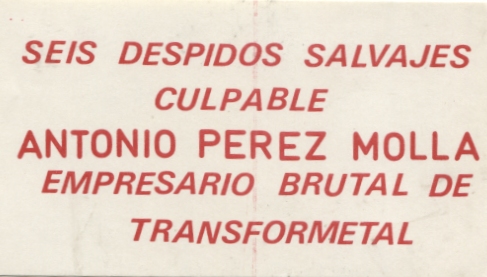 SEIS DESPIDOS SALVAJES
CULPABLE
ANTONIO PEREZ MOLLA
EMPRESARIO BRUTAL DE
TRANSFORMETAL